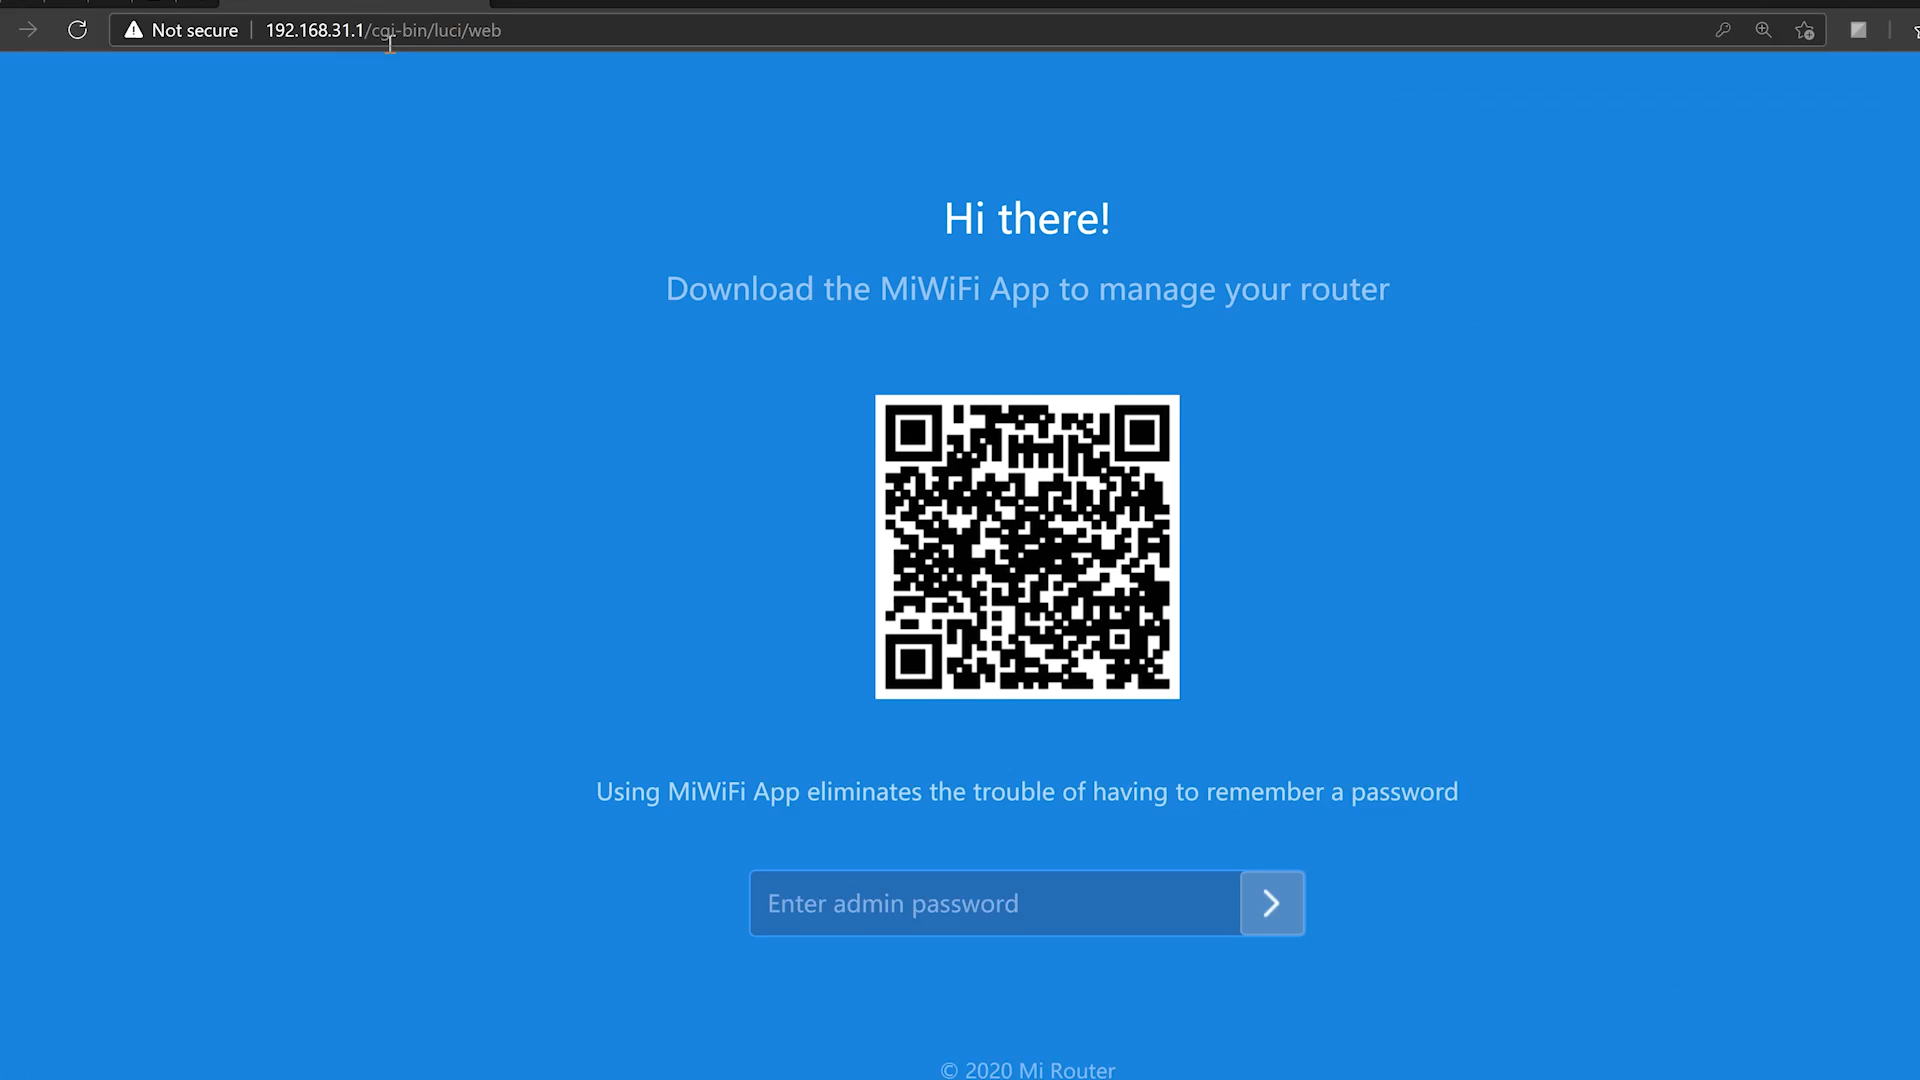 Not secure 192.168.31.1/cgi-bin/luci/web
Hi there!
Download the MiWiFi App to manage your router
Using MiWiFi App eliminates the trouble of having to remember a password
Enter admin password
© 2020 Mi Router